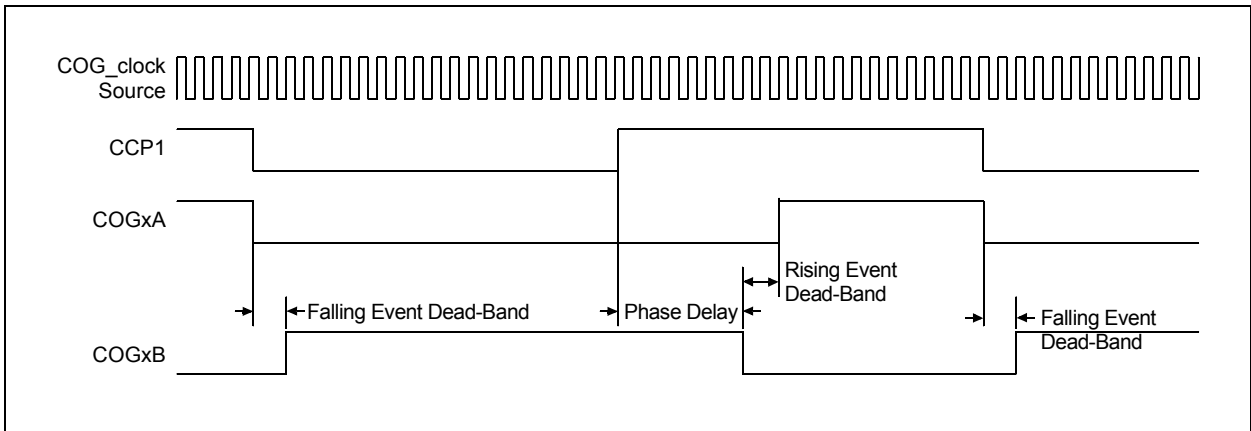 COG_clock
Source
CCP1
COGxA
Rising Event
Dead-Band
Falling Event Dead-Band
Phase Delay
Falling Event
Dead-Band
COGxB